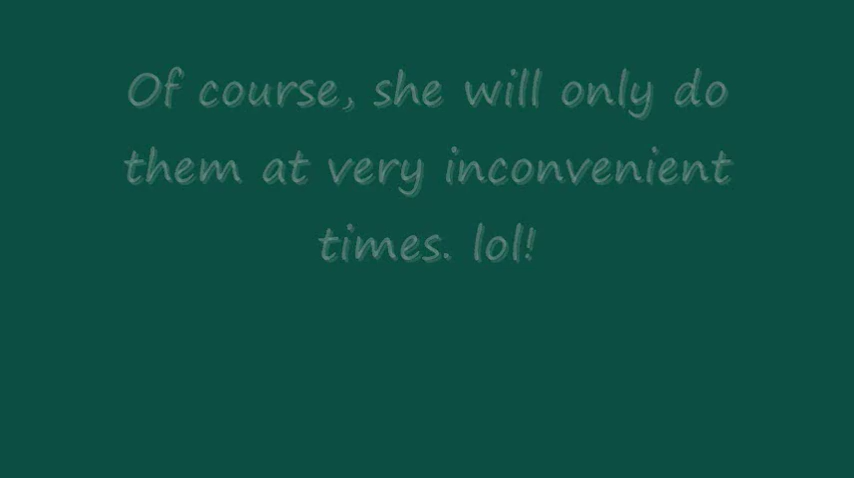 Of course, she will only do
them at very inconvenient
times. lol!